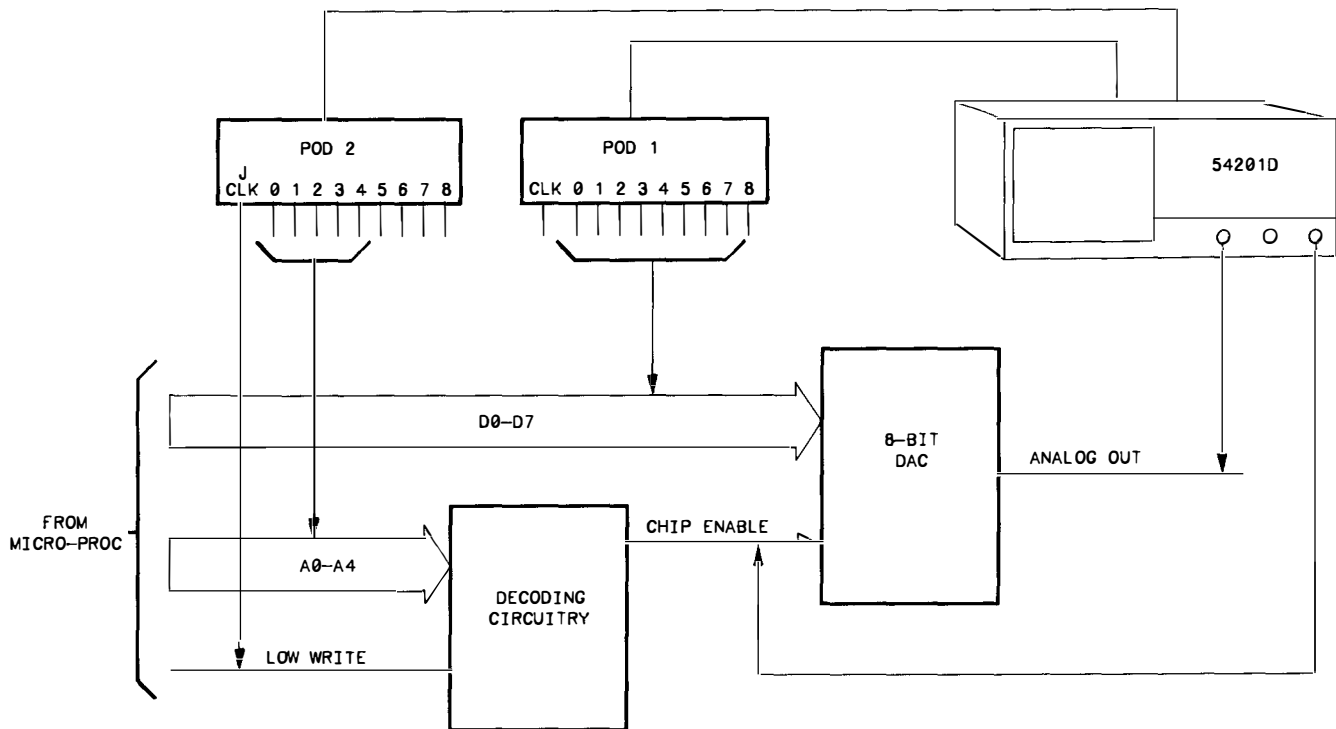 POD 2
J
CLK 0 1 2 3 4 5 6 7 8
POD 1
CLK 0 1 2 3 4 5 6 7 8
54201D
D0-D7
8-BIT
DAC
ANALOG OUT
FROM
MICRO-PROC
CHIP ENABLE
A0-A4
DECODING
CIRCUITRY
LOW WRITE